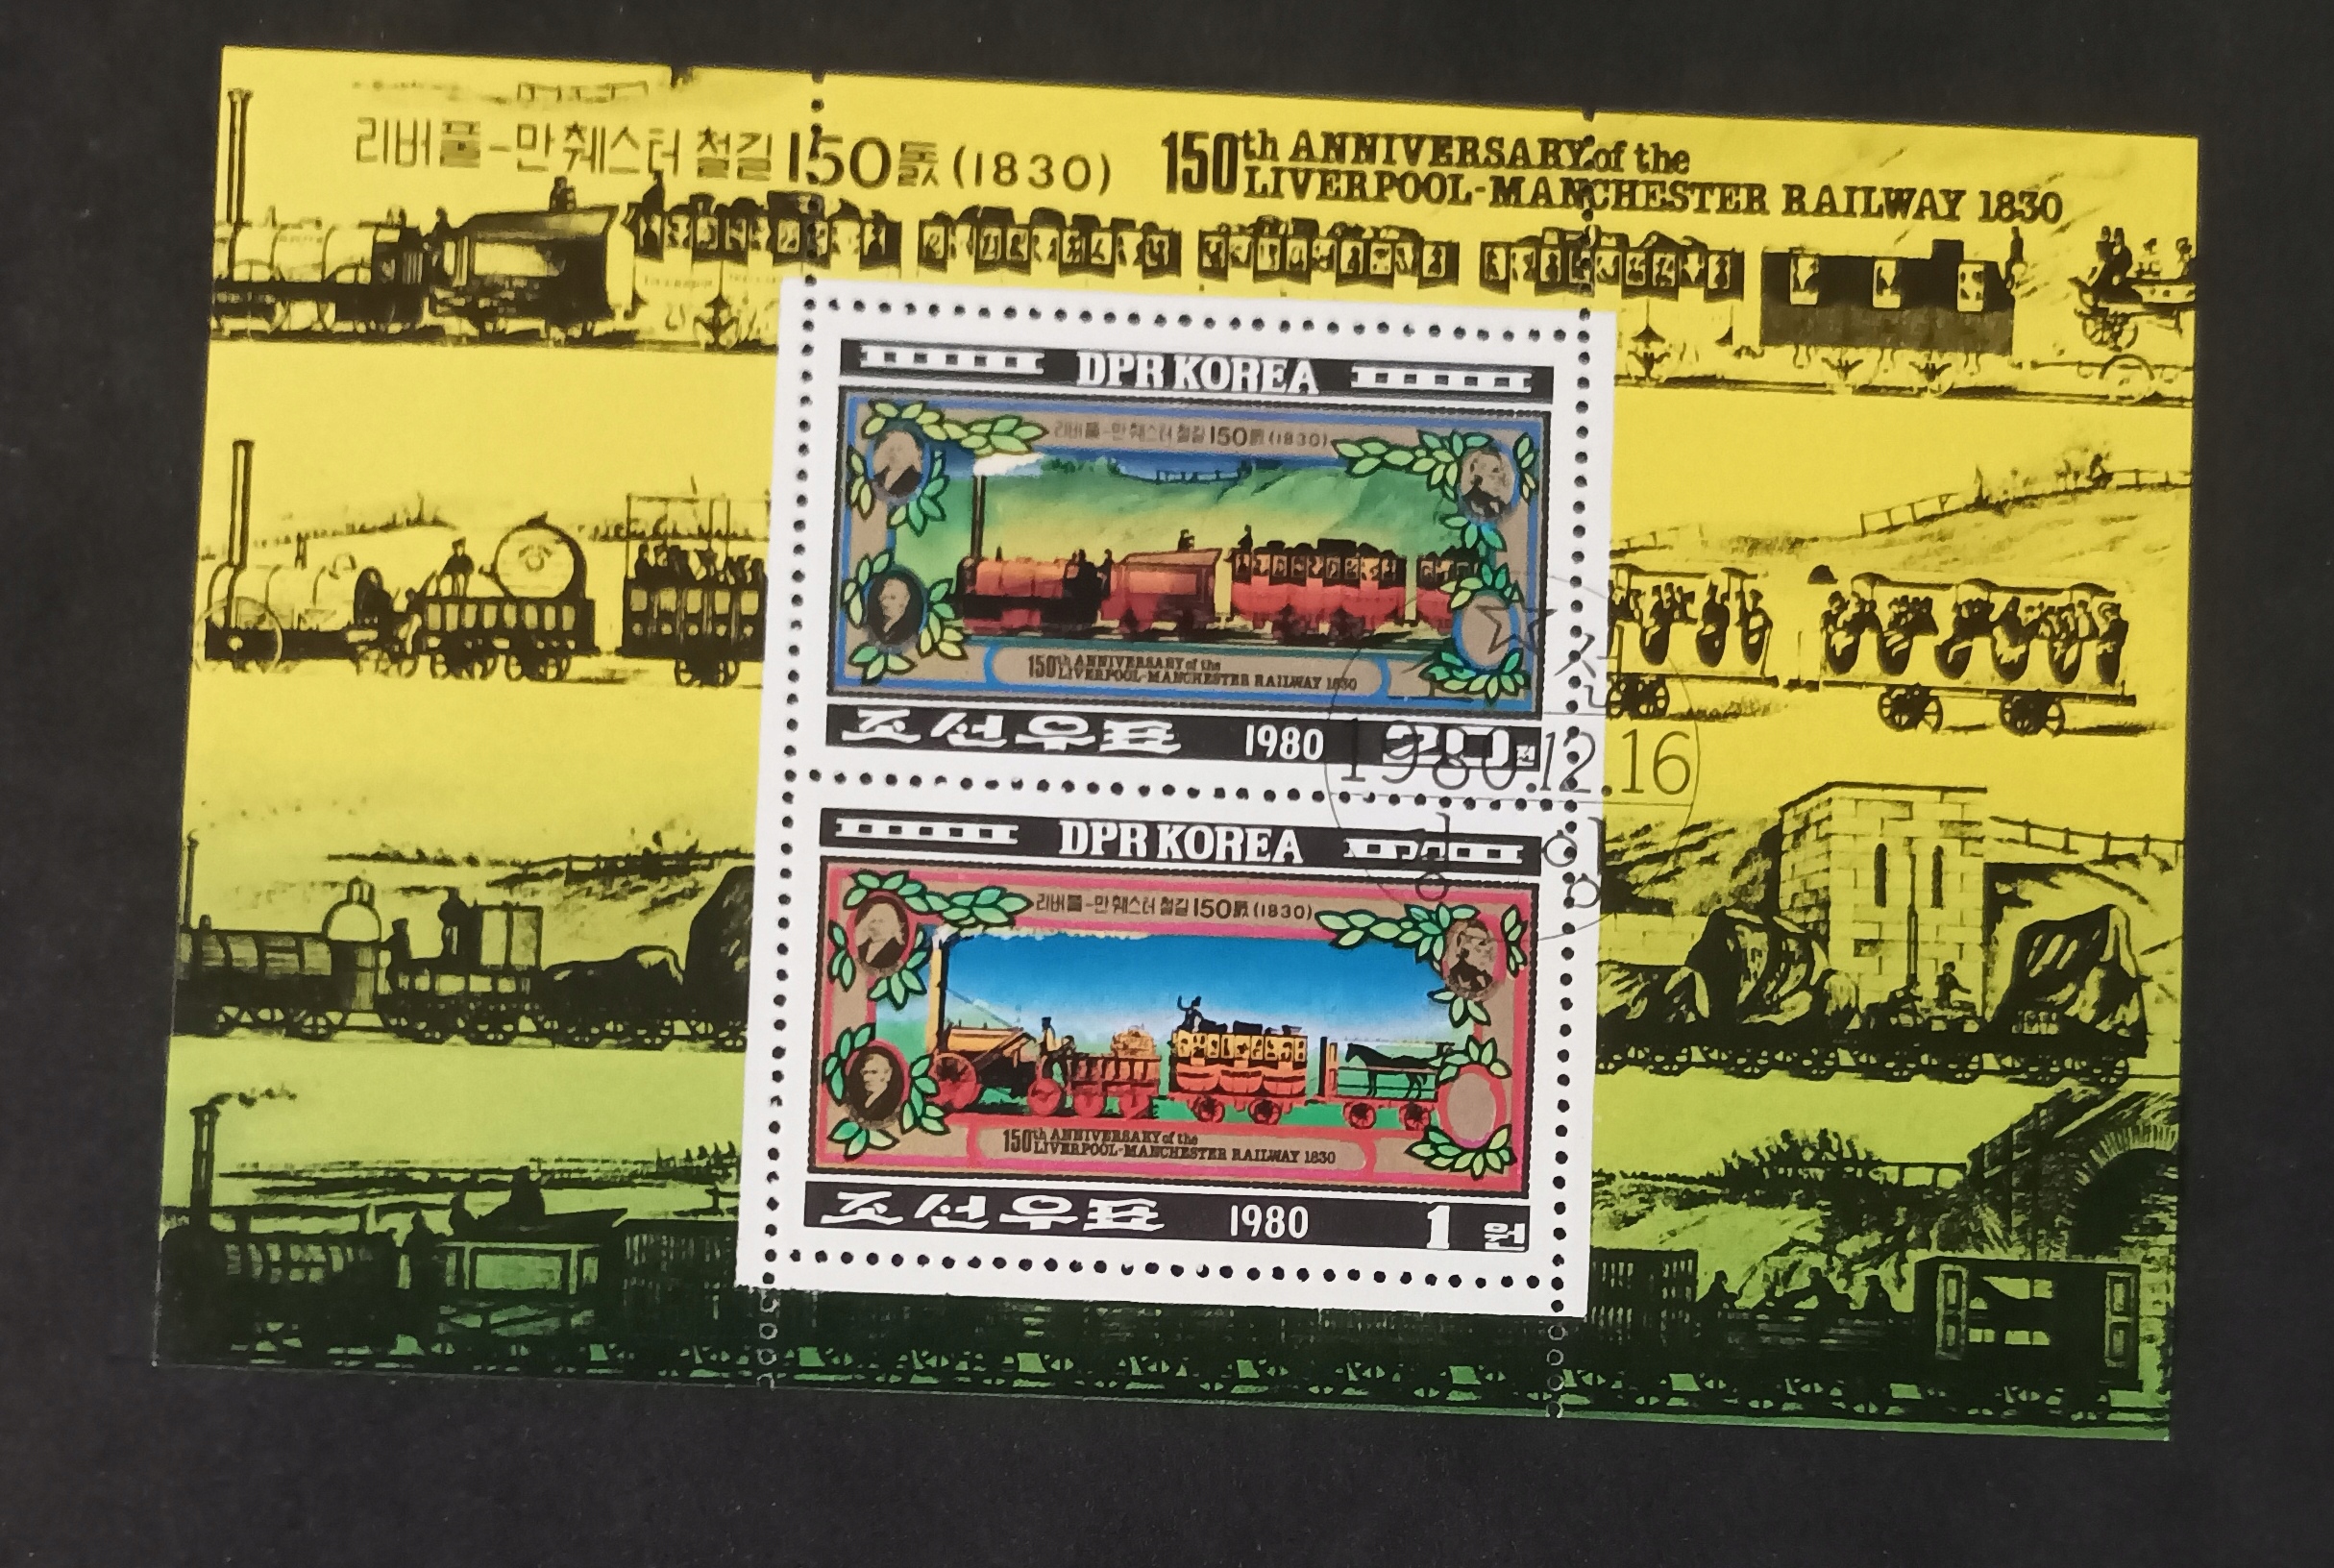 리버풀-만췌스터 철길 150돐 (1830)
150th ANNIVERSARY of the
LIVERPOOL-MANCHESTER RAILWAY 1830
DPR KOREA
리버풀-만췌스터 철길 150돐 (1830)
150th ANNIVERSARY of the
LIVERPOOL-MANCHESTER RAILWAY 1830
조선우표 1980 20 전
1980.12.16
DPR KOREA
리버풀-만췌스터 철길 150돐 (1830)
150th ANNIVERSARY of the
LIVERPOOL-MANCHESTER RAILWAY 1830
조선우표 1980 1 원